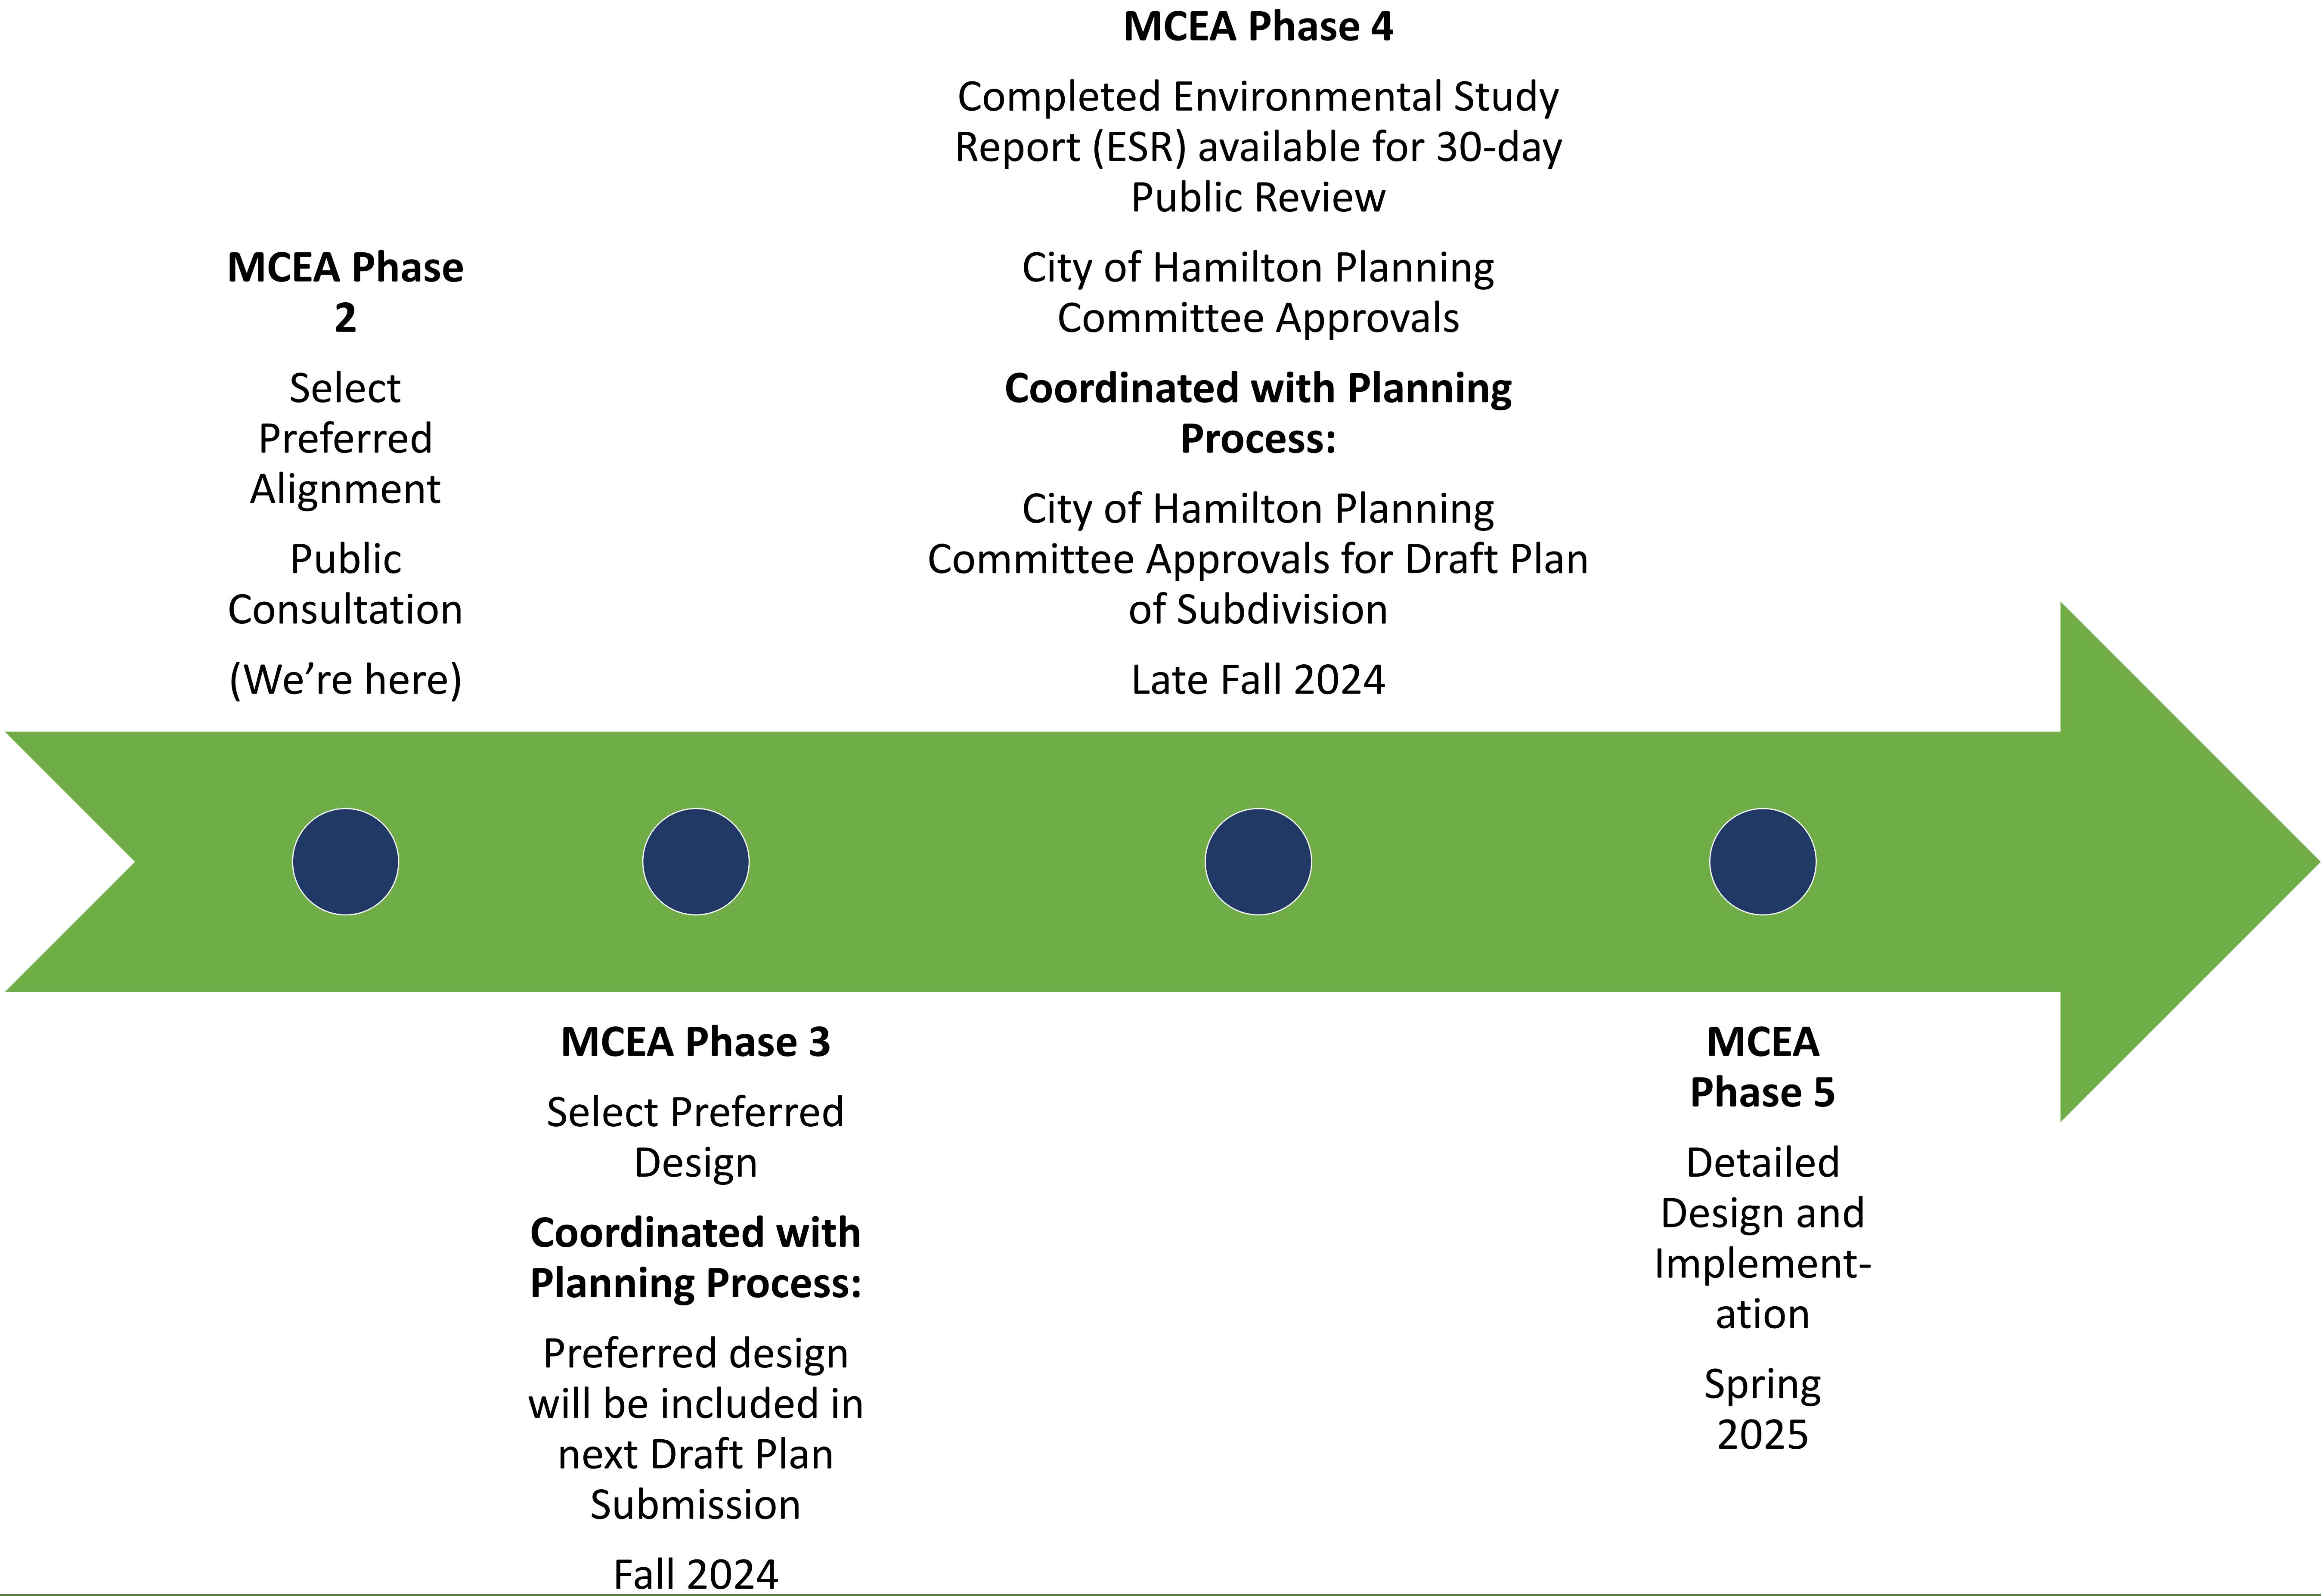 MCEA Phase
2
Select
Preferred
Alignment
Public
Consultation
(We’re here)
MCEA Phase 3
Select Preferred
Design
Coordinated with
Planning Process:
Preferred design
will be included in
next Draft Plan
Submission
Fall 2024
MCEA Phase 4
Completed Environmental Study
Report (ESR) available for 30-day
Public Review
City of Hamilton Planning
Committee Approvals
Coordinated with Planning
Process:
City of Hamilton Planning
Committee Approvals for Draft Plan
of Subdivision
Late Fall 2024
MCEA
Phase 5
Detailed
Design and
Implement-
ation
Spring
2025